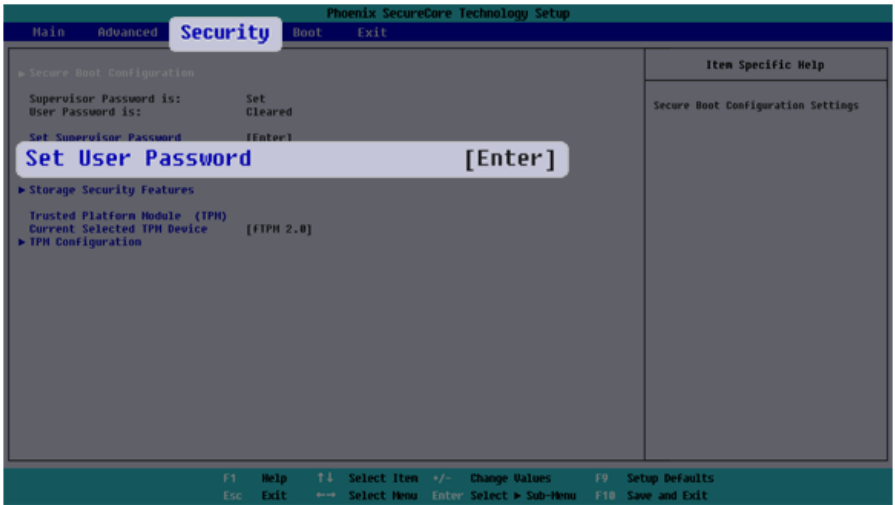 Phoenix SecureCore Technology Setup
Main Advanced Security Boot Exit
▶ Secure Boot Configuration
Item Specific Help
Supervisor Password is: Set
User Password is: Cleared
Secure Boot Configuration Settings
Set Supervisor Password [Enter]
Set User Password [Enter]
▶ Storage Security Features
Trusted Platform Module (TPM)
Current Selected TPM Device [fTPM 2.0]
▶ TPM Configuration
F1 Help ↑↓ Select Item +/- Change Values F9 Setup Defaults
Esc Exit ←→ Select Menu Enter Select ▶ Sub-Menu F10 Save and Exit